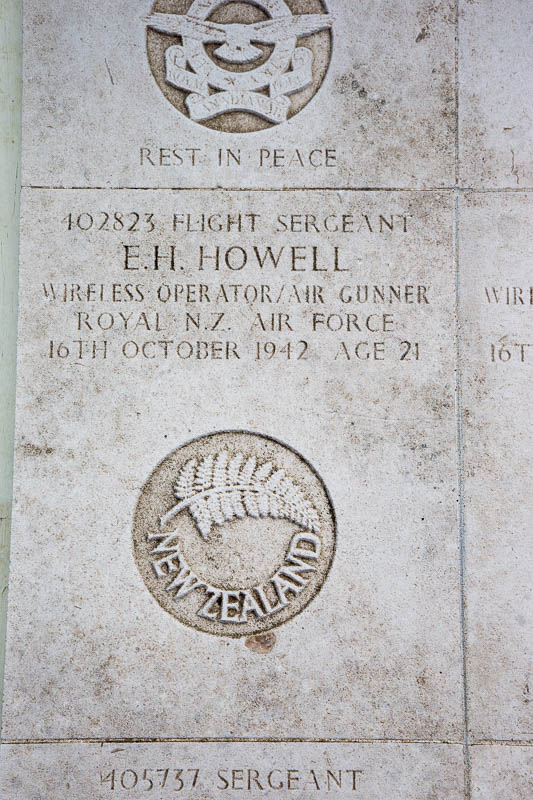 REST IN PEACE
402823 FLIGHT SERGEANT
E.H. HOWELL
WIRELESS OPERATOR/AIR GUNNER
ROYAL N.Z. AIR FORCE
16TH OCTOBER 1942 AGE 21
NEW ZEALAND
405737 SERGEANT